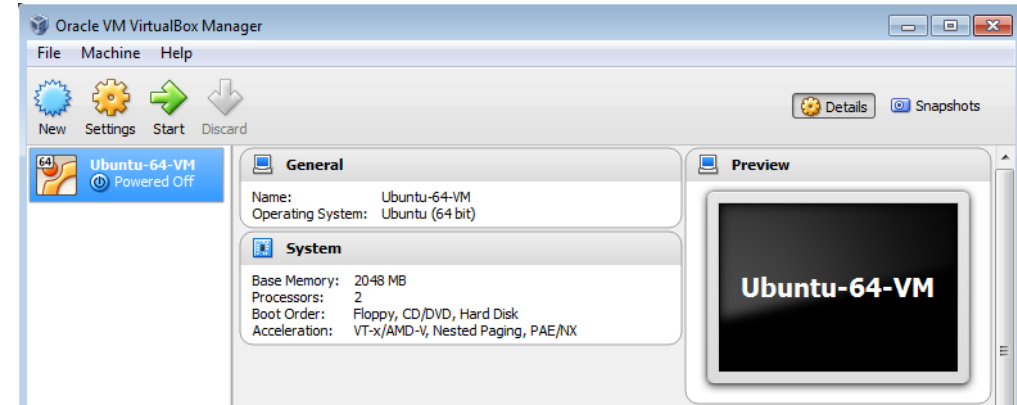 Oracle VM VirtualBox Manager
File Machine Help
New Settings Start Discard
Details Snapshots
64
Ubuntu-64-VM
Powered Off
General
Name: Ubuntu-64-VM
Operating System: Ubuntu (64 bit)
System
Base Memory: 2048 MB
Processors: 2
Boot Order: Floppy, CD/DVD, Hard Disk
Acceleration: VT-x/AMD-V, Nested Paging, PAE/NX
Preview
Ubuntu-64-VM